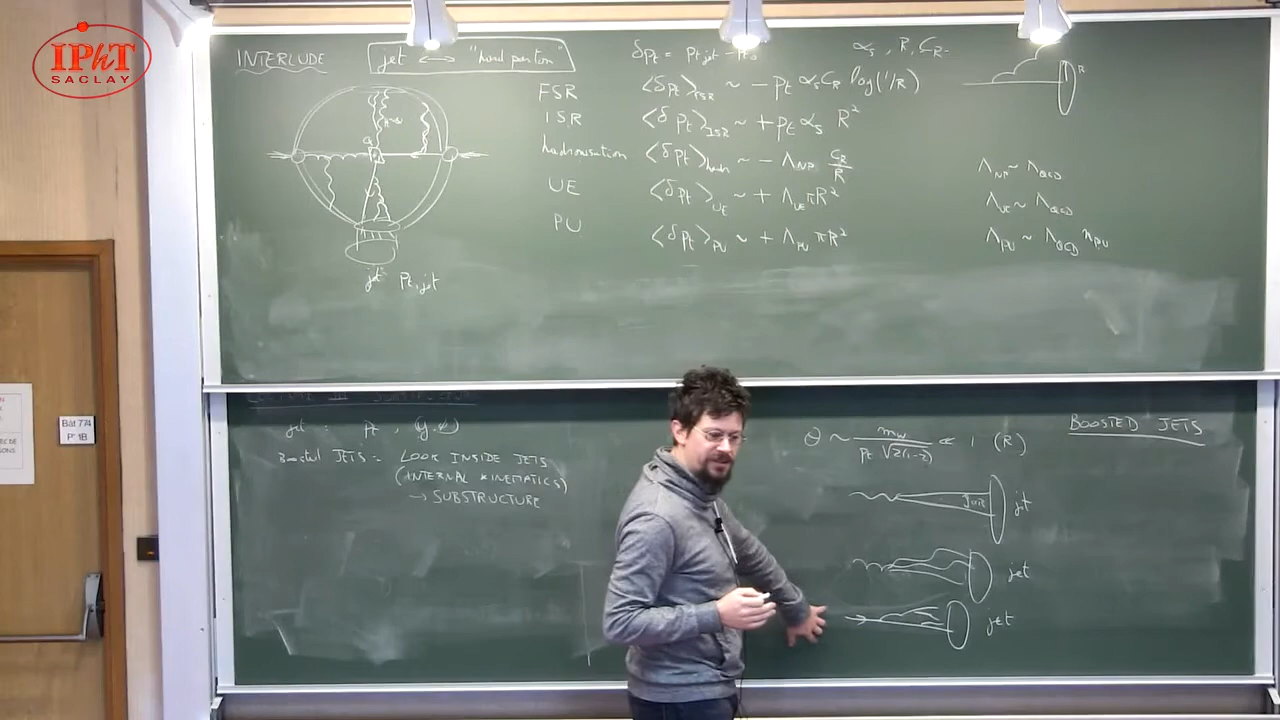 IPhT
SACLAY
INTERLUDE
jet ⟷ "hard parton"
δpt = pt,jet −
αs, R, CR
FSR ⟨δpt⟩FSR ~ − pt αs CR log(1/R)
R
ISR ⟨δpt⟩ISR ~ + pt αs R²
hadronisation ⟨δpt⟩hadr ~ − ΛNP CR/R
ΛNP ~ ΛQCD
UE ⟨δpt⟩UE ~ + ΛUE πR²
ΛUE ~ ΛQCD
PU ⟨δpt⟩PU ~ + ΛPU πR²
ΛPU ~ ΛQCD nPU
jet pt,jet
Bât 774
jet : pt, (y,φ)
Boosted JETS = LOOK INSIDE JETS
(INTERNAL KINEMATICS)
→ SUBSTRUCTURE
BOOSTED JETS
θ ~ mW / pt √z(1−z) ≪ 1 (R)
jet
jet
jet